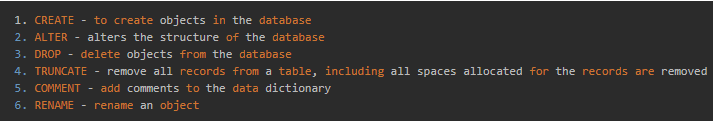 1. CREATE - to create objects in the database
2. ALTER - alters the structure of the database
3. DROP - delete objects from the database
4. TRUNCATE - remove all records from a table, including all spaces allocated for the records are removed
5. COMMENT - add comments to the data dictionary
6. RENAME - rename an object